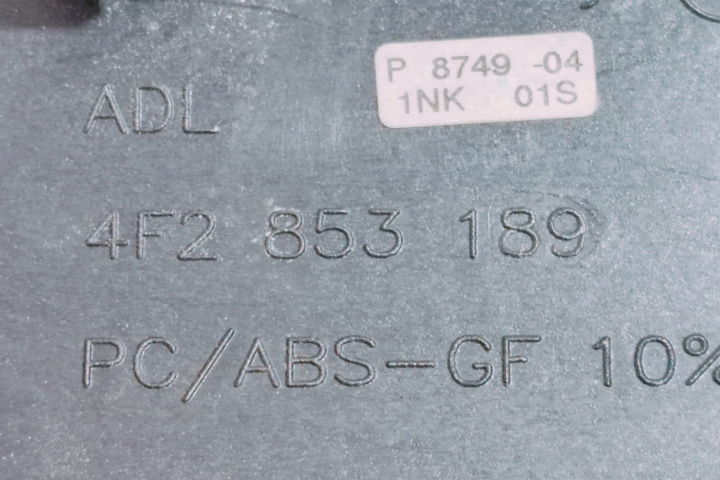 P 8749 -04
1NK 01S
ADL
4F2 853 189
PC/ABS-GF 10%